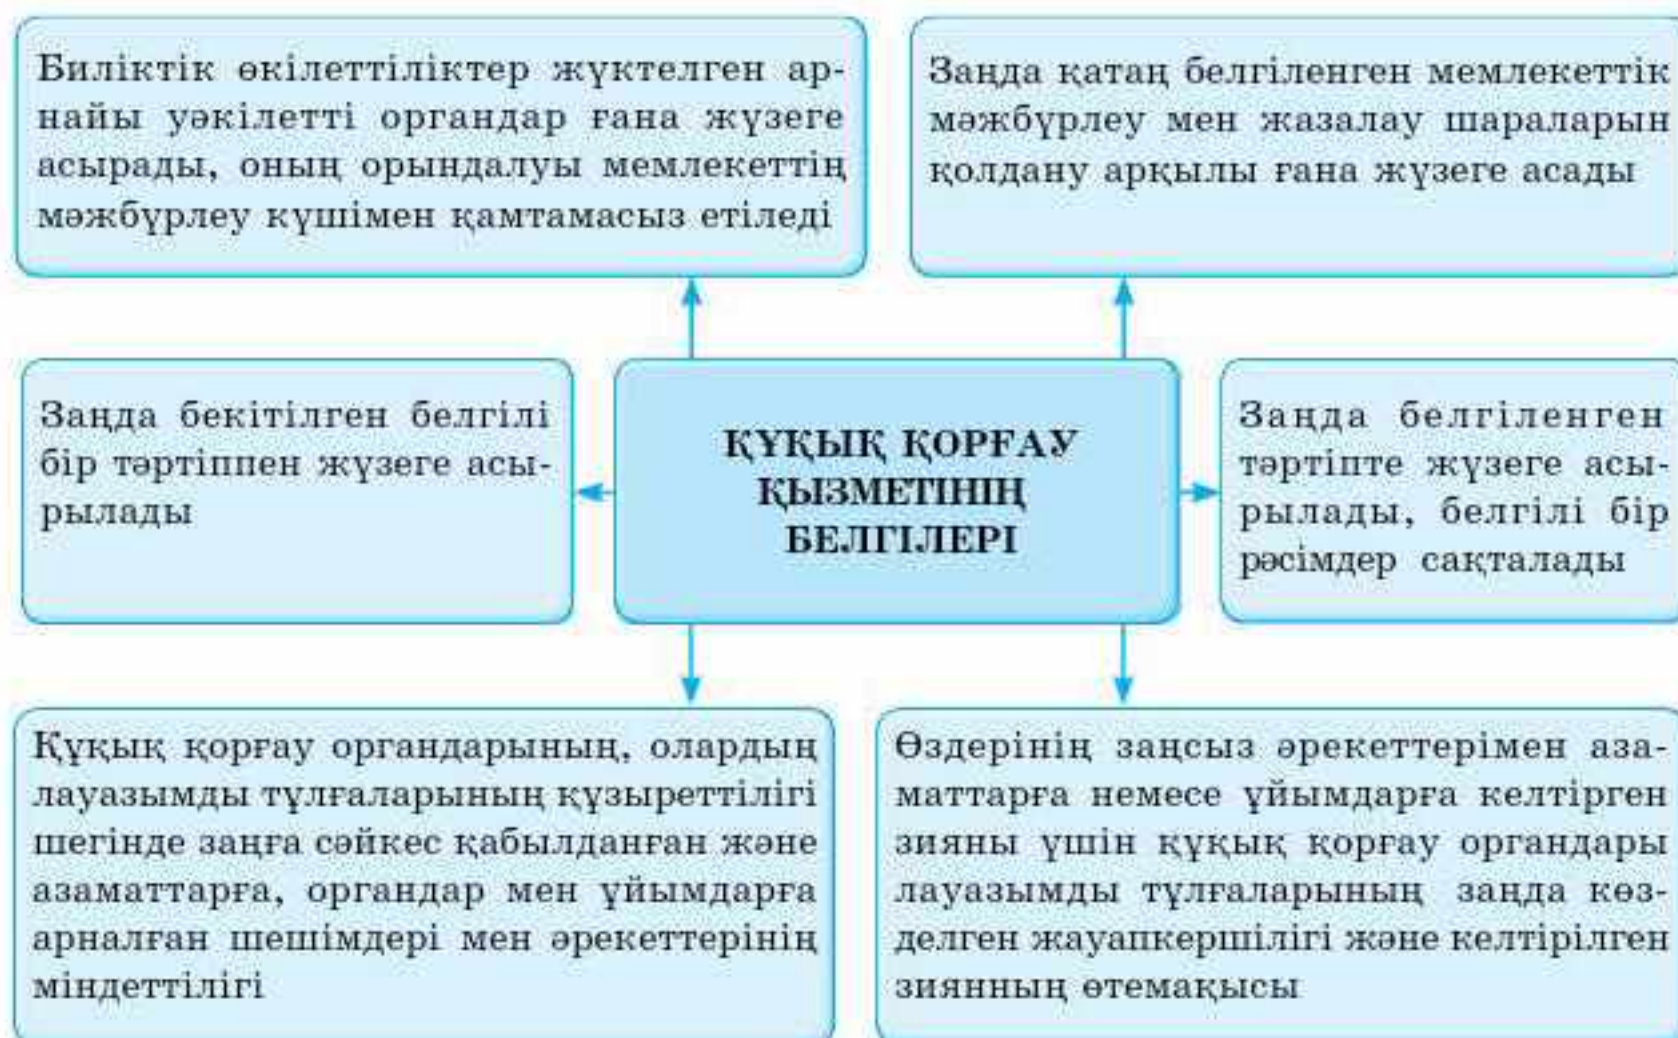 Биліктік өкілеттіліктер жүктелген ар-
найы уәкілетті органдар ғана жүзеге
асырады, оның орындалуы мемлекеттің
мәжбүрлеу күшімен қамтамасыз етіледі
Заңда қатаң белгіленген мемлекеттік
мәжбүрлеу мен жазалау шараларын
қолдану арқылы ғана жүзеге асады
Заңда бекітілген белгілі
бір тәртіппен жүзеге асы-
рылады
ҚҰҚЫҚ ҚОРҒАУ
ҚЫЗМЕТІНІҢ
БЕЛГІЛЕРІ
Заңда белгіленген
тәртіпте жүзеге асы-
рылады, белгілі бір
рәсімдер сақталады
Құқық қорғау органдарының, олардың
лауазымды тұлғаларының құзыреттілігі
шегінде заңға сәйкес қабылданған және
азаматтарға, органдар мен ұйымдарға
арналған шешімдері мен әрекеттерінің
міндеттілігі
Өздерінің заңсыз әрекеттерімен аза-
маттарға немесе ұйымдарға келтірген
зияны үшін құқық қорғау органдары
лауазымды тұлғаларының заңда көз-
делген жауапкершілігі және келтірілген
зиянның өтемақысы